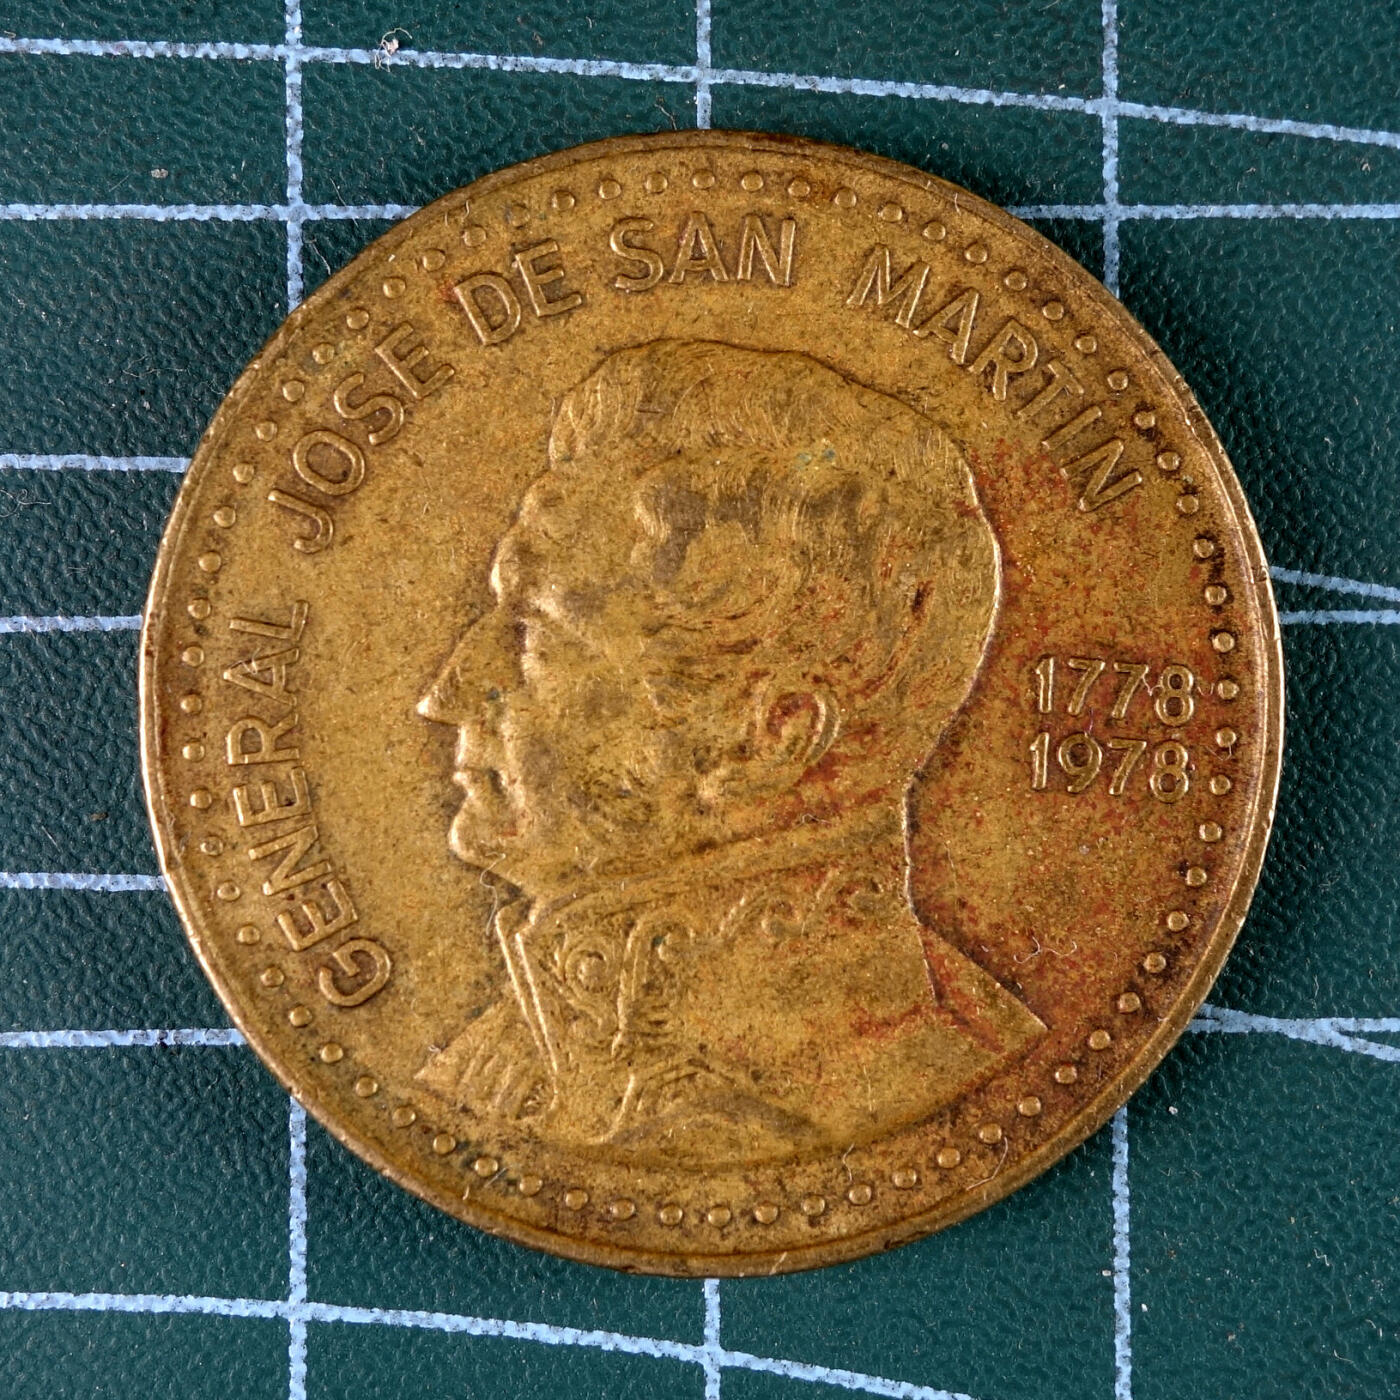 GENERAL JOSE DE SAN MARTIN
1778
1978